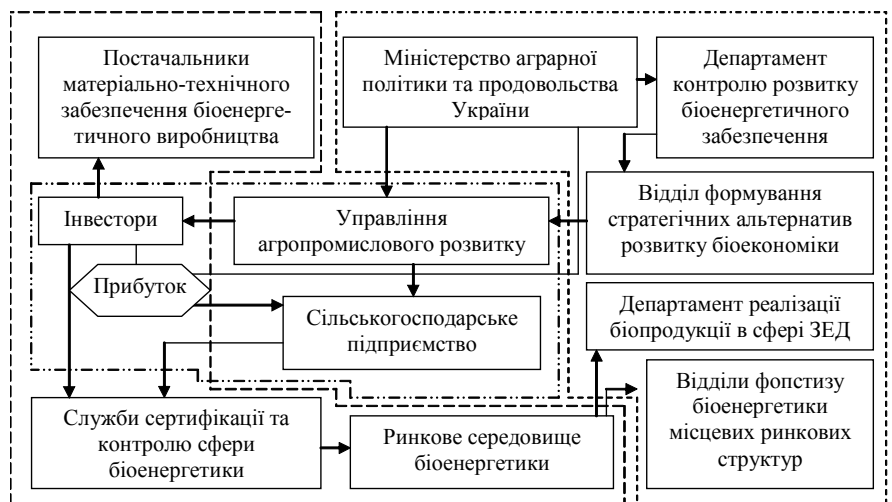 Постачальники
матеріально-технічного
забезпечення біоенерге-
тичного виробництва
Міністерство аграрної
політики та продовольства
України
Департамент
контролю розвитку
біоенергетичного
забезпечення
Інвестори
Управління
агропромислового розвитку
Відділ формування
стратегічних альтернатив
розвитку біоекономіки
Прибуток
Сільськогосподарське
підприємство
Департамент реалізації
біопродукції в сфері ЗЕД
Служби сертифікації та
контролю сфери
біоенергетики
Ринкове середовище
біоенергетики
Відділи фопстизу
біоенергетики
місцевих ринкових
структур